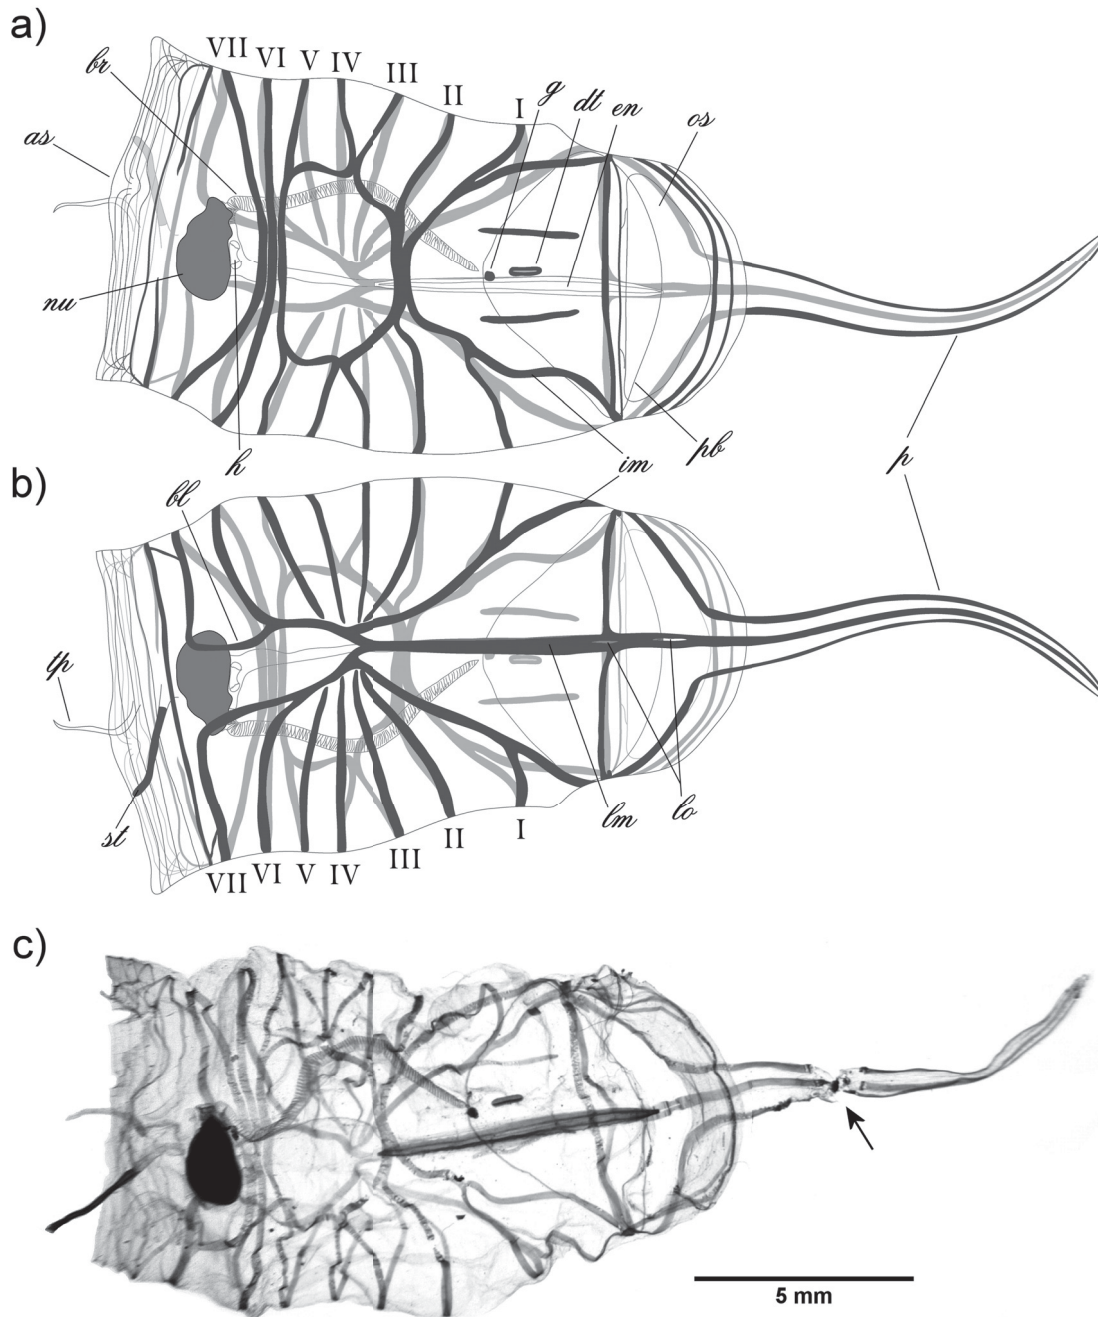 a)
VII VI V IV III II I g dt en os
br
as
nu
h im pb p
b)
bl
tp
st
lm lo
VII VI V IV III II I
c)
5 mm